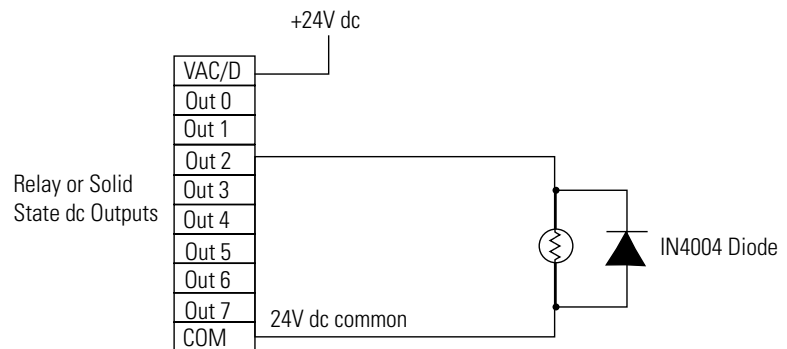 +24V dc
VAC/D
Out 0
Out 1
Out 2
Out 3
Out 4
Out 5
Out 6
Out 7
COM
Relay or Solid
State dc Outputs
24V dc common
IN4004 Diode